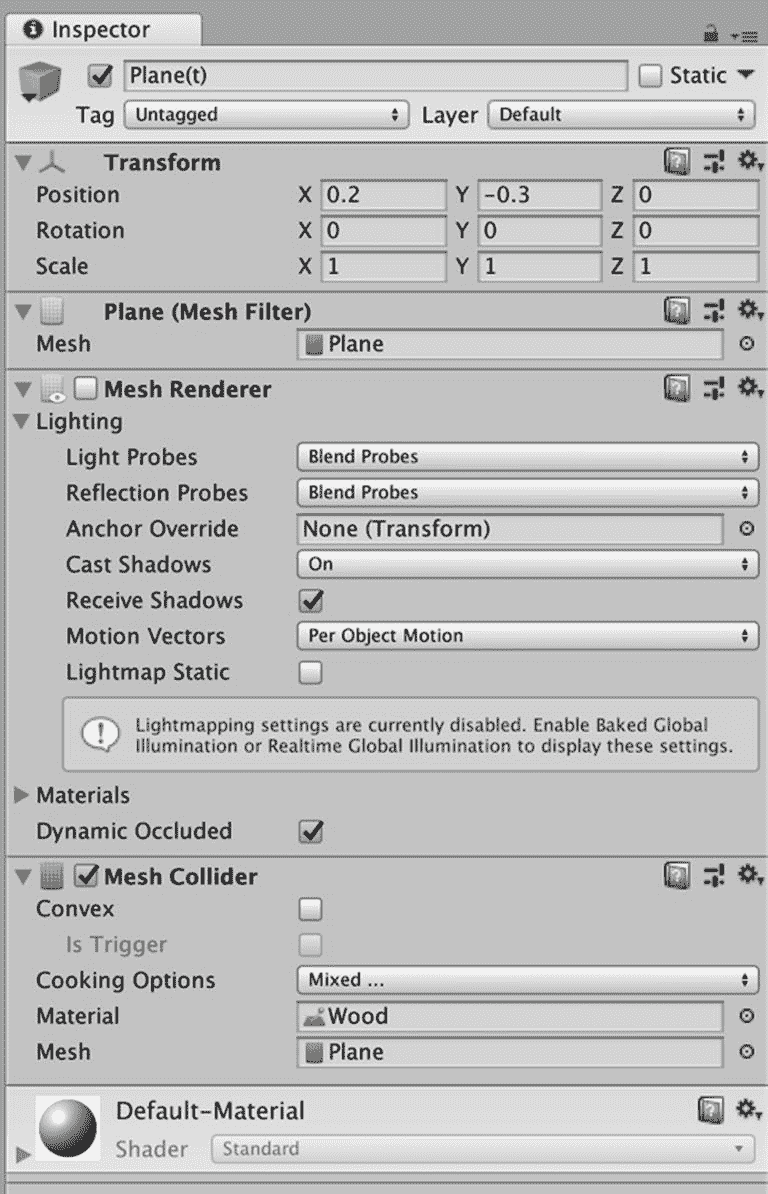 Inspector
Plane(t) Static
Tag Untagged Layer Default
Transform
Position X 0.2 Y -0.3 Z 0
Rotation X 0 Y 0 Z 0
Scale X 1 Y 1 Z 1
Plane (Mesh Filter)
Mesh Plane
Mesh Renderer
Lighting
Light Probes Blend Probes
Reflection Probes Blend Probes
Anchor Override None (Transform)
Cast Shadows On
Receive Shadows
Motion Vectors Per Object Motion
Lightmap Static
Lightmapping settings are currently disabled. Enable Baked Global
Illumination or Realtime Global Illumination to display these settings.
Materials
Dynamic Occluded
Mesh Collider
Convex
Is Trigger
Cooking Options Mixed ...
Material Wood
Mesh Plane
Default-Material
Shader Standard